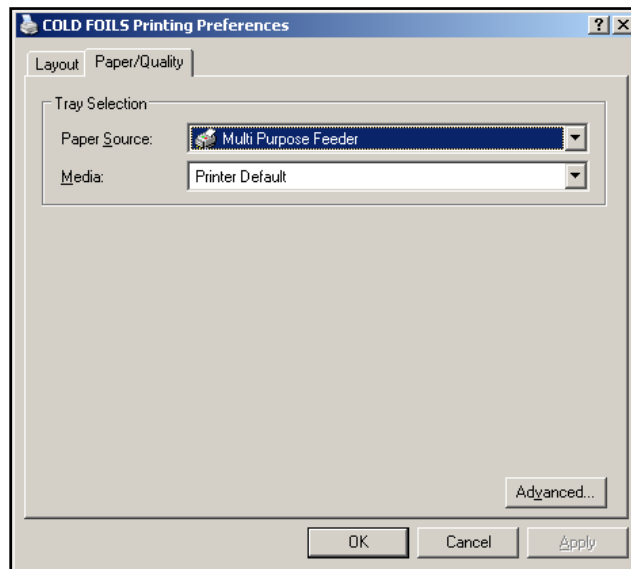 COLD FOILS Printing Preferences
Layout Paper/Quality
Tray Selection
Paper Source: Multi Purpose Feeder
Media: Printer Default
Advanced...
OK Cancel Apply